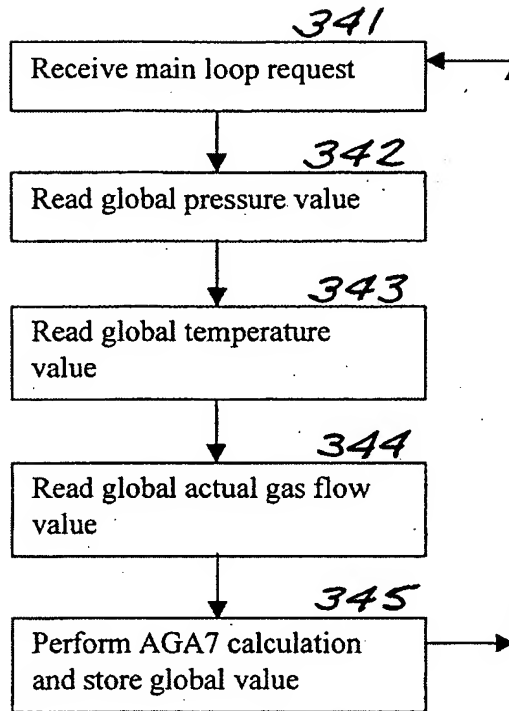 341
Receive main loop request
342
Read global pressure value
343
Read global temperature
value
344
Read global actual gas flow
value
345
Perform AGA7 calculation
and store global value